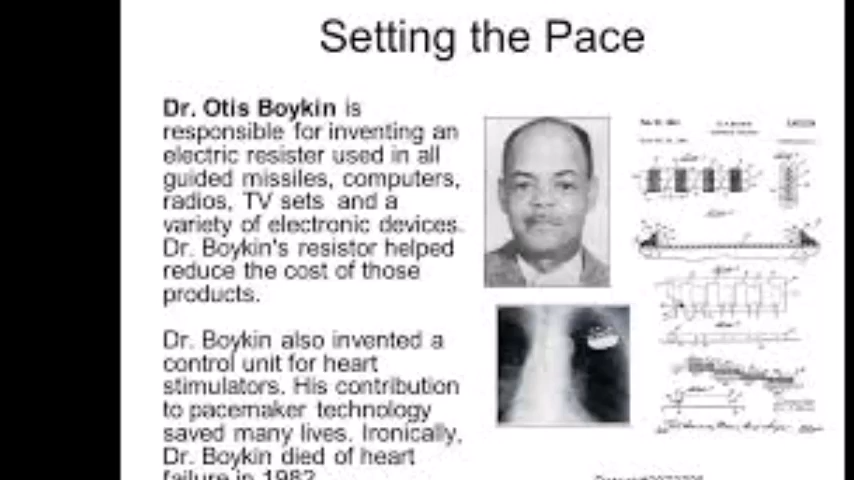 Setting the Pace
Dr. Otis Boykin is
responsible for inventing an
electric resister used in all
guided missiles, computers,
radios, TV sets and a
variety of electronic devices.
Dr. Boykin's resistor helped
reduce the cost of those
products.
Dr. Boykin also invented a
control unit for heart
stimulators. His contribution
to pacemaker technology
saved many lives. Ironically,
Dr. Boykin died of heart
failure in 1982